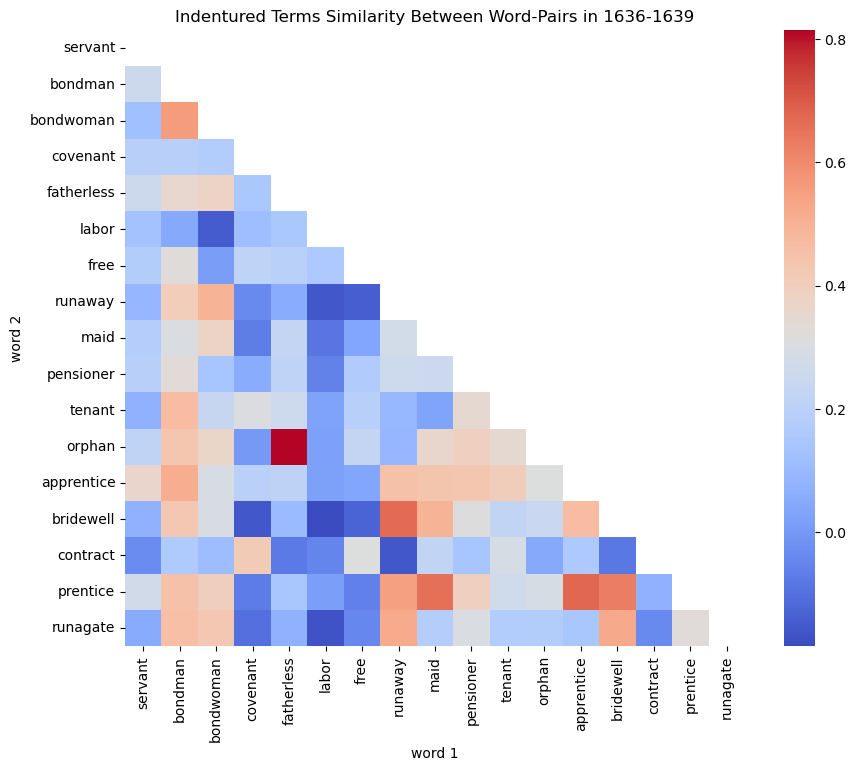 Indentured Terms Similarity Between Word-Pairs in 1636-1639
servant
bondman
bondwoman
covenant
fatherless
labor
free
runaway
maid
pensioner
tenant
orphan
apprentice
bridewell
contract
prentice
runagate
word 2
servant
bondman
bondwoman
covenant
fatherless
labor
free
runaway
maid
pensioner
tenant
orphan
apprentice
bridewell
contract
prentice
runagate
word 1
0.8
0.6
0.4
0.2
0.0